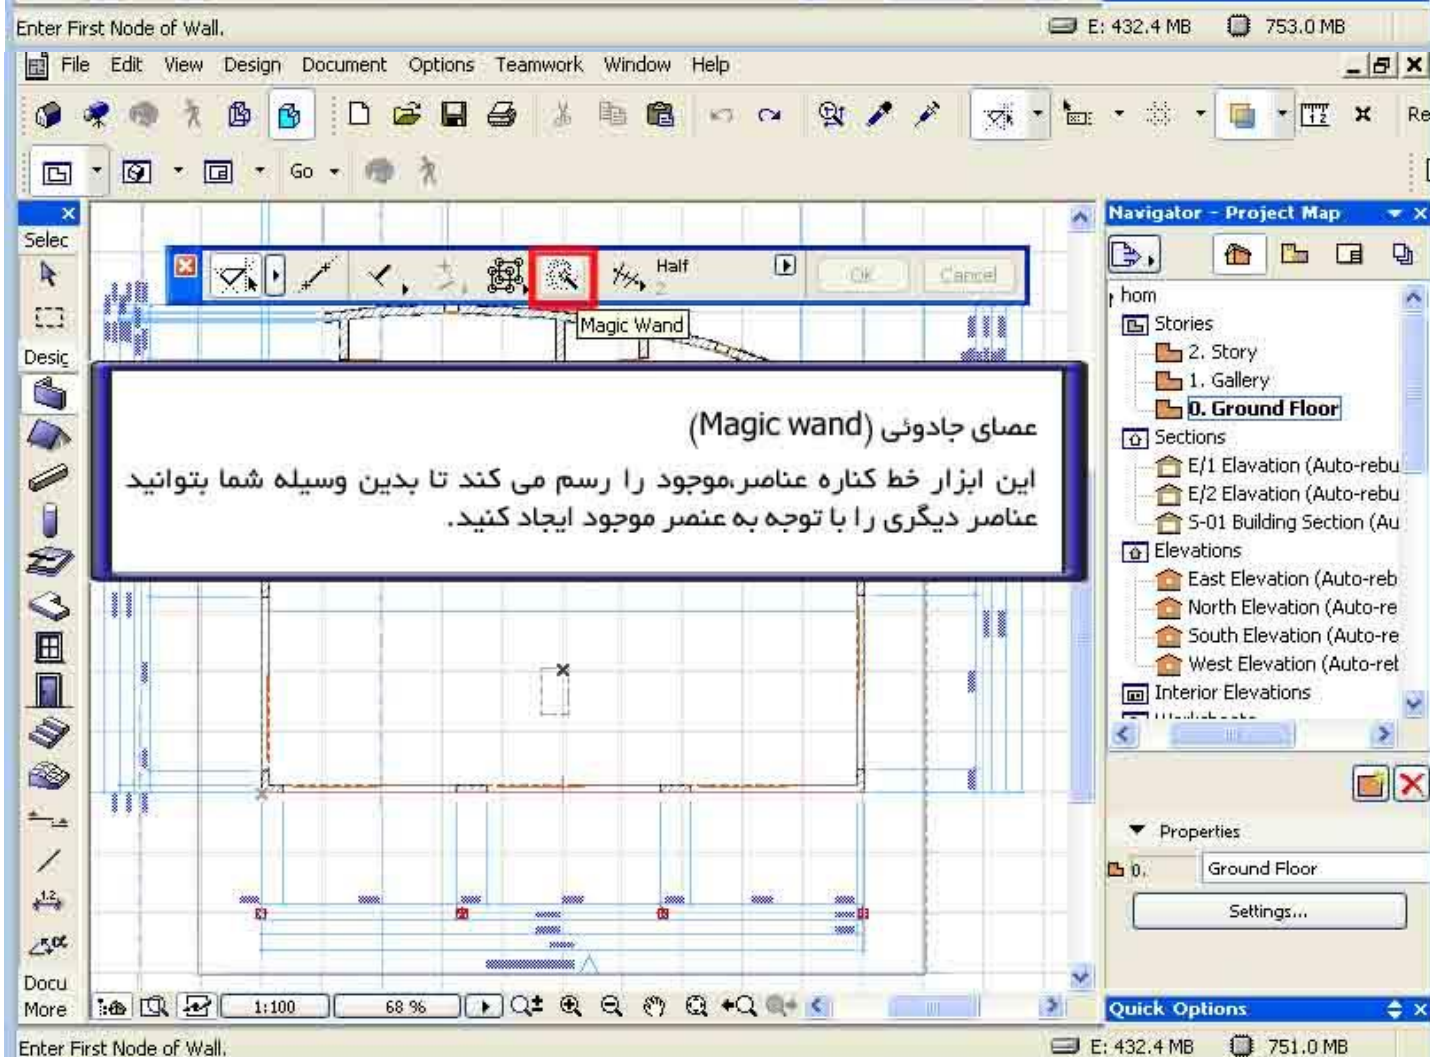 Enter First Node of Wall.
E: 432.4 MB
753.0 MB
File Edit View Design Document Options Teamwork Window Help
Re
Go
Selec
Desig
Half
2
OK
Cancel
Magic Wand
عصای جادوئی (Magic wand)
این ابزار خط کناره عناصر،موجود را رسم می کند تا بدین وسیله شما بتوانید
عناصر دیگری را با توجه به عنصر موجود ایجاد کنید.
Navigator - Project Map
hom
Stories
2. Story
1. Gallery
0. Ground Floor
Sections
E/1 Elavation (Auto-rebu
E/2 Elavation (Auto-rebu
S-01 Building Section (Au
Elevations
East Elevation (Auto-reb
North Elevation (Auto-re
South Elevation (Auto-re
West Elevation (Auto-reb
Interior Elevations
Properties
0.
Ground Floor
Settings...
Docu
More
1:100
68 %
Quick Options
Enter First Node of Wall.
E: 432.4 MB
751.0 MB